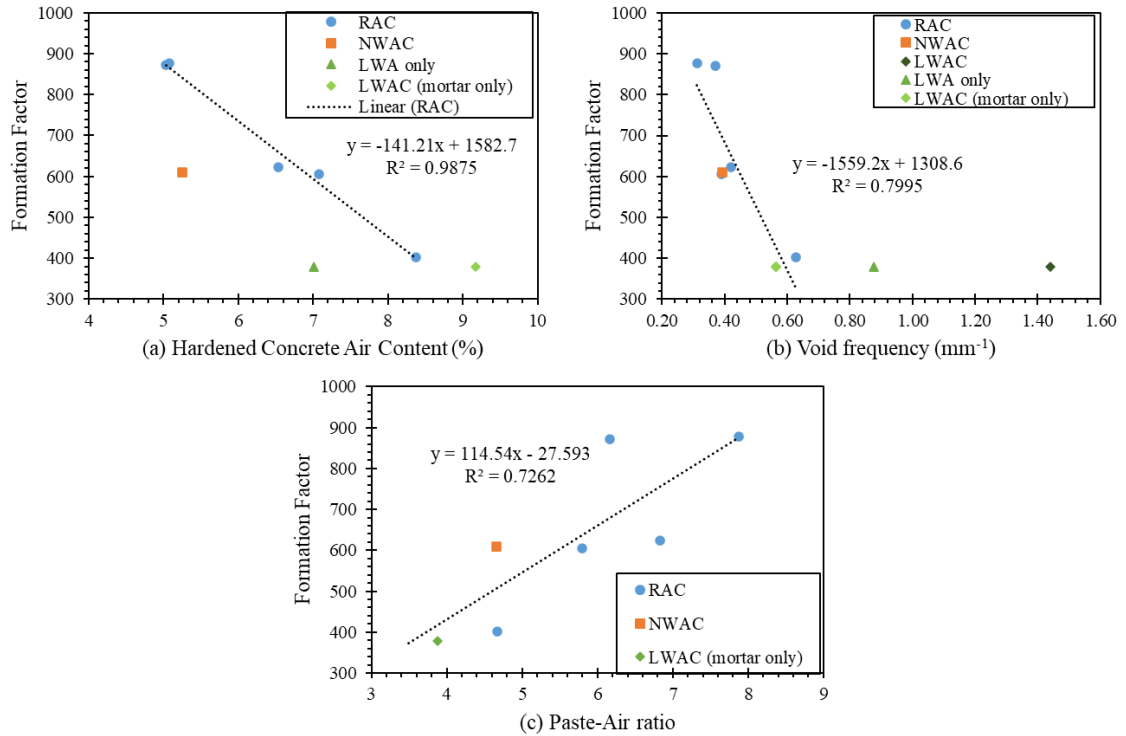 1000
900
800
700
600
500
400
300
Formation Factor
RAC
NWAC
LWA only
LWAC (mortar only)
Linear (RAC)
y = -141.21x + 1582.7
R² = 0.9875
4 5 6 7 8 9 10
(a) Hardened Concrete Air Content (%)
1000
900
800
700
600
500
400
300
Formation Factor
RAC
NWAC
LWAC
LWA only
LWAC (mortar only)
y = -1559.2x + 1308.6
R² = 0.7995
0.20 0.40 0.60 0.80 1.00 1.20 1.40 1.60
(b) Void frequency (mm⁻¹)
1000
900
800
700
600
500
400
300
Formation Factor
y = 114.54x - 27.593
R² = 0.7262
RAC
NWAC
LWAC (mortar only)
3 4 5 6 7 8 9
(c) Paste-Air ratio